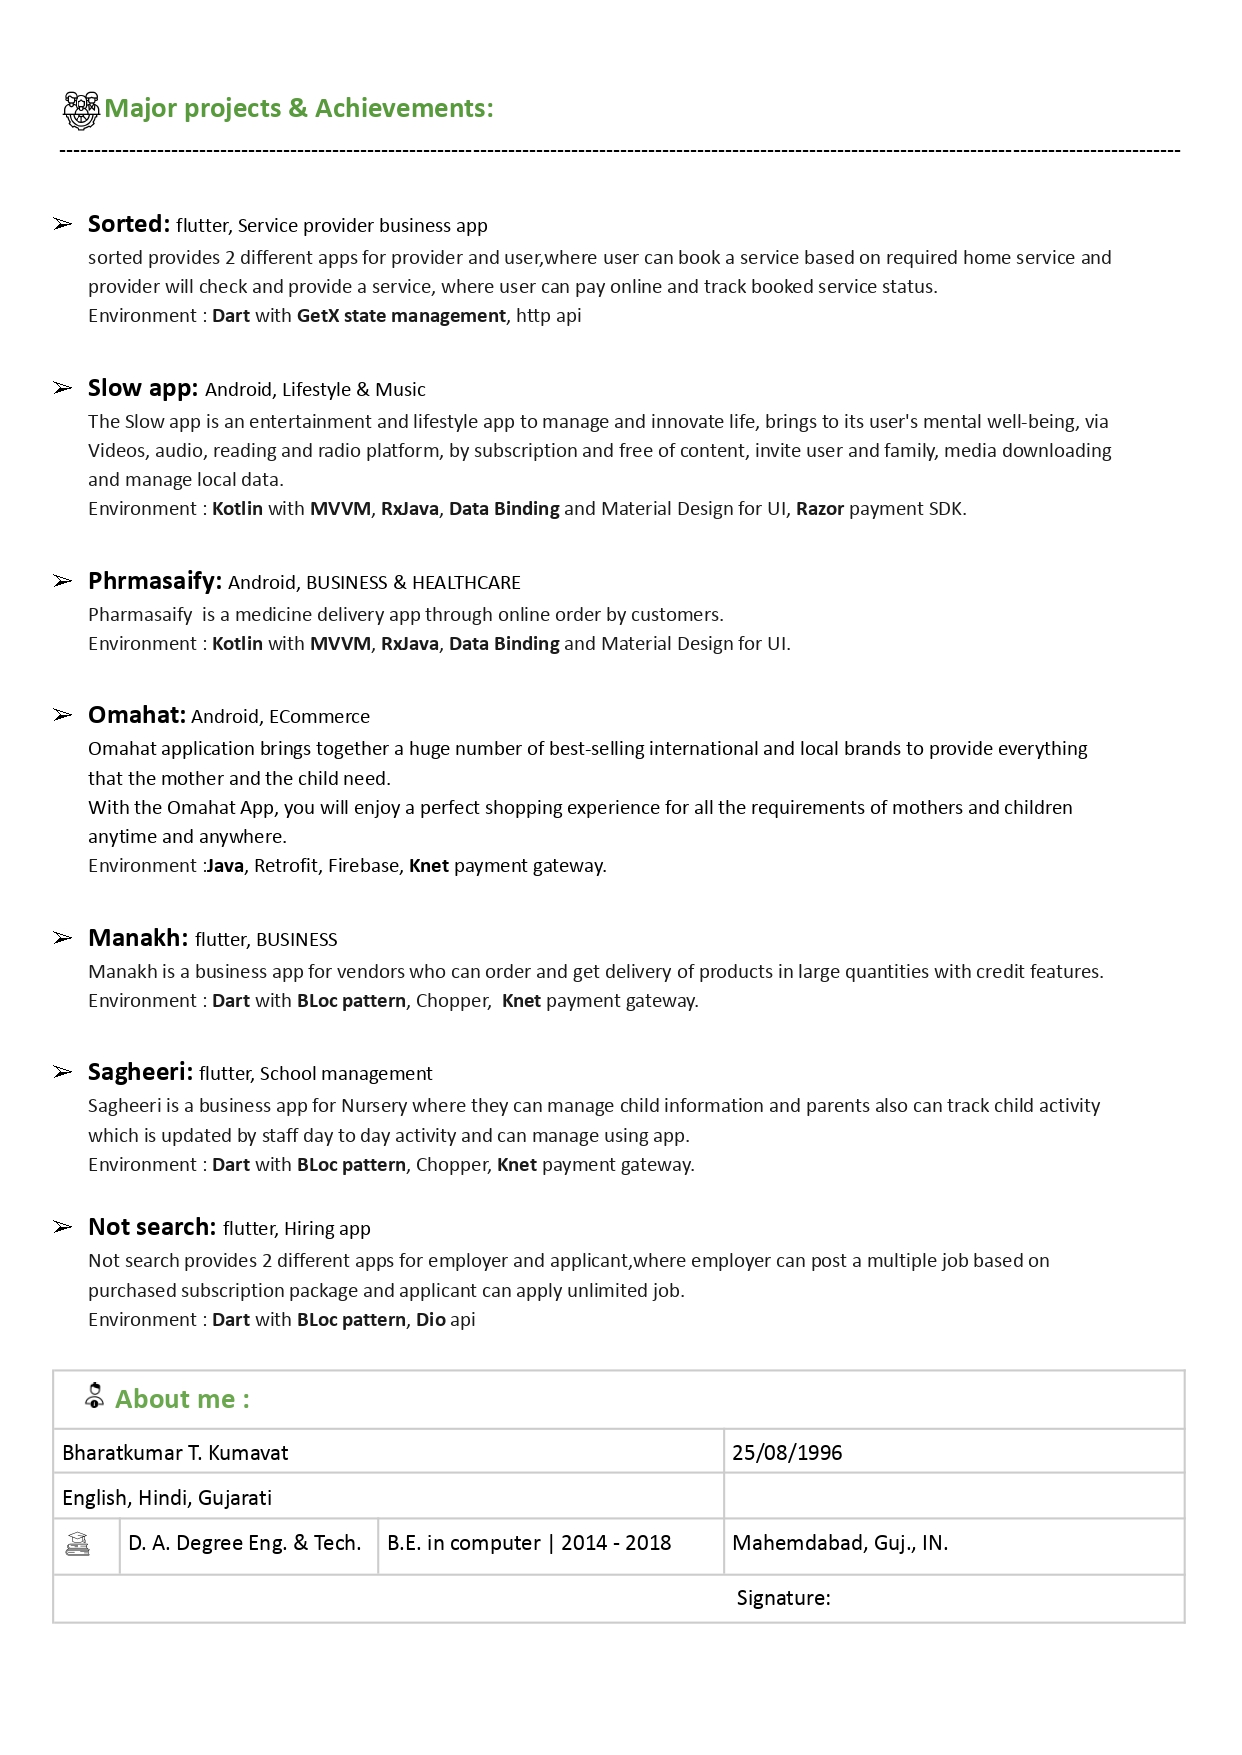 Major projects & Achievements:
----------------------------------------------------------------------------------------------------------------------------------------------------------------
➢ Sorted: flutter, Service provider business app
sorted provides 2 different apps for provider and user,where user can book a service based on required home service and
provider will check and provide a service, where user can pay online and track booked service status.
Environment : Dart with GetX state management, http api
➢ Slow app: Android, Lifestyle & Music
The Slow app is an entertainment and lifestyle app to manage and innovate life, brings to its user's mental well-being, via
Videos, audio, reading and radio platform, by subscription and free of content, invite user and family, media downloading
and manage local data.
Environment : Kotlin with MVVM, RxJava, Data Binding and Material Design for UI, Razor payment SDK.
➢ Phrmasaify: Android, BUSINESS & HEALTHCARE
Pharmasaify  is a medicine delivery app through online order by customers.
Environment : Kotlin with MVVM, RxJava, Data Binding and Material Design for UI.
➢ Omahat: Android, ECommerce
Omahat application brings together a huge number of best-selling international and local brands to provide everything
that the mother and the child need.
With the Omahat App, you will enjoy a perfect shopping experience for all the requirements of mothers and children
anytime and anywhere.
Environment :Java, Retrofit, Firebase, Knet payment gateway.
➢ Manakh: flutter, BUSINESS
Manakh is a business app for vendors who can order and get delivery of products in large quantities with credit features.
Environment : Dart with BLoc pattern, Chopper,  Knet payment gateway.
➢ Sagheeri: flutter, School management
Sagheeri is a business app for Nursery where they can manage child information and parents also can track child activity
which is updated by staff day to day activity and can manage using app.
Environment : Dart with BLoc pattern, Chopper, Knet payment gateway.
➢ Not search: flutter, Hiring app
Not search provides 2 different apps for employer and applicant,where employer can post a multiple job based on
purchased subscription package and applicant can apply unlimited job.
Environment : Dart with BLoc pattern, Dio api
About me :
Bharatkumar T. Kumavat 25/08/1996
English, Hindi, Gujarati
D. A. Degree Eng. & Tech. B.E. in computer | 2014 - 2018 Mahemdabad, Guj., IN.
Signature: